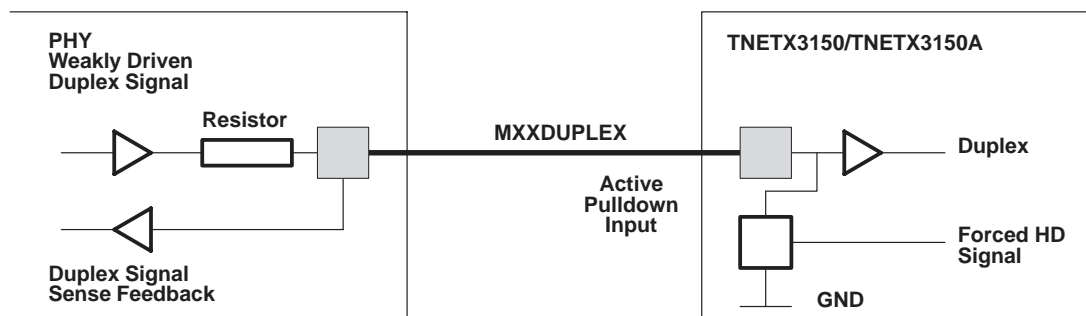 PHY
Weakly Driven
Duplex Signal
Resistor
Duplex Signal
Sense Feedback
MXXDUPLEX
Active
Pulldown
Input
TNETX3150/TNETX3150A
Duplex
Forced HD
Signal
GND